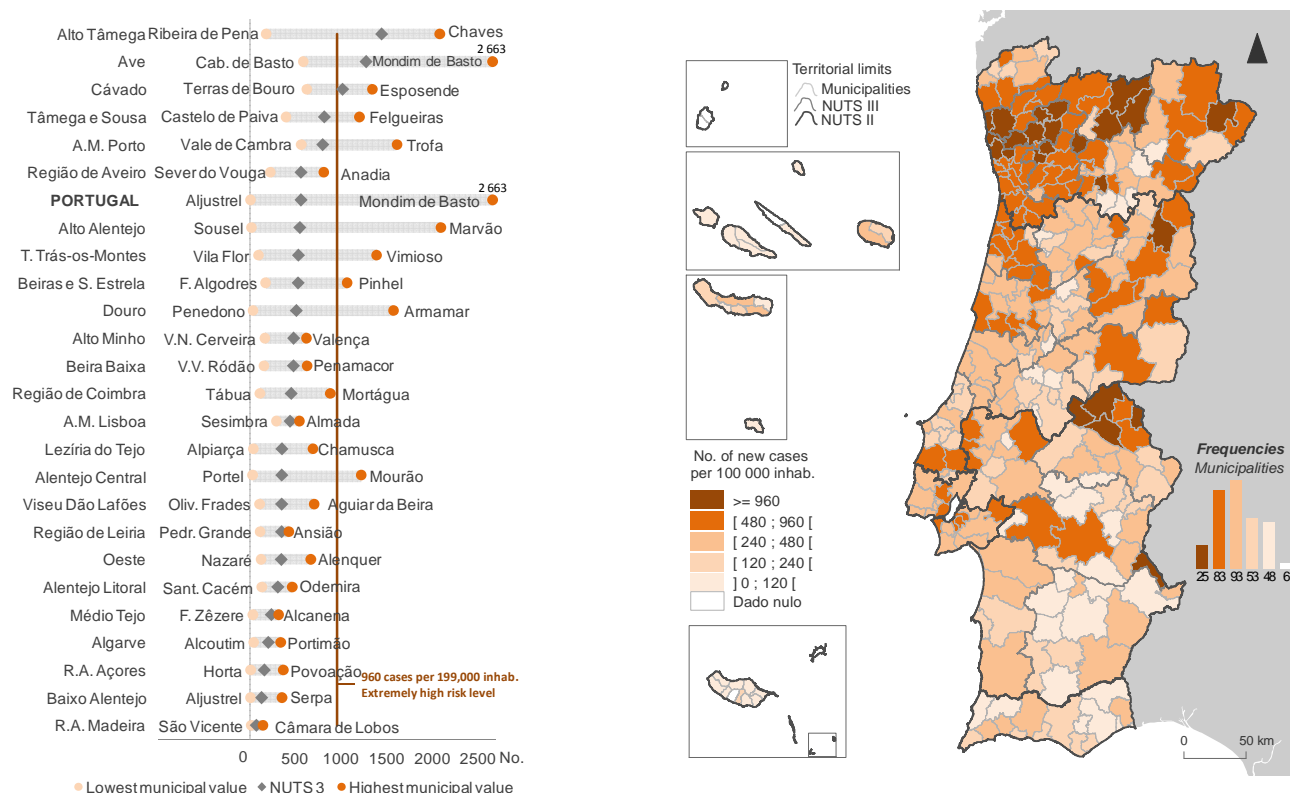 Alto Tâmega Ribeira de Pena Chaves
2 663
Ave Cab. de Basto Mondim de Basto
Cávado Terras de Bouro Esposende
Tâmega e Sousa Castelo de Paiva Felgueiras
A.M. Porto Vale de Cambra Trofa
Região de Aveiro Sever do Vouga Anadia
2 663
PORTUGAL Aljustrel Mondim de Basto
Alto Alentejo Sousel Marvão
T. Trás-os-Montes Vila Flor Vimioso
Beiras e S. Estrela F. Algodres Pinhel
Douro Penedono Armamar
Alto Minho V.N. Cerveira Valença
Beira Baixa V.V. Ródão Penamacor
Região de Coimbra Tábua Mortágua
A.M. Lisboa Sesimbra Almada
Lezíria do Tejo Alpiarça Chamusca
Alentejo Central Portel Mourão
Viseu Dão Lafões Oliv. Frades Aguiar da Beira
Região de Leiria Pedr. Grande Ansião
Oeste Nazaré Alenquer
Alentejo Litoral Sant. Cacém Odemira
Médio Tejo F. Zêzere Alcanena
Algarve Alcoutim Portimão
R.A. Açores Horta Povoação
960 cases per 199,000 inhab.
Extremely high risk level
Baixo Alentejo Aljustrel Serpa
R.A. Madeira São Vicente Câmara de Lobos
0 500 1000 1500 2000 2500 No.
Lowest municipal value NUTS 3 Highest municipal value
Territorial limits
Municipalities
NUTS III
NUTS II
No. of new cases
per 100 000 inhab.
>= 960
[ 480 ; 960 [
[ 240 ; 480 [
[ 120 ; 240 [
] 0 ; 120 [
Dado nulo
Frequencies
Municipalities
25 83 93 53 48 6
0 50 km